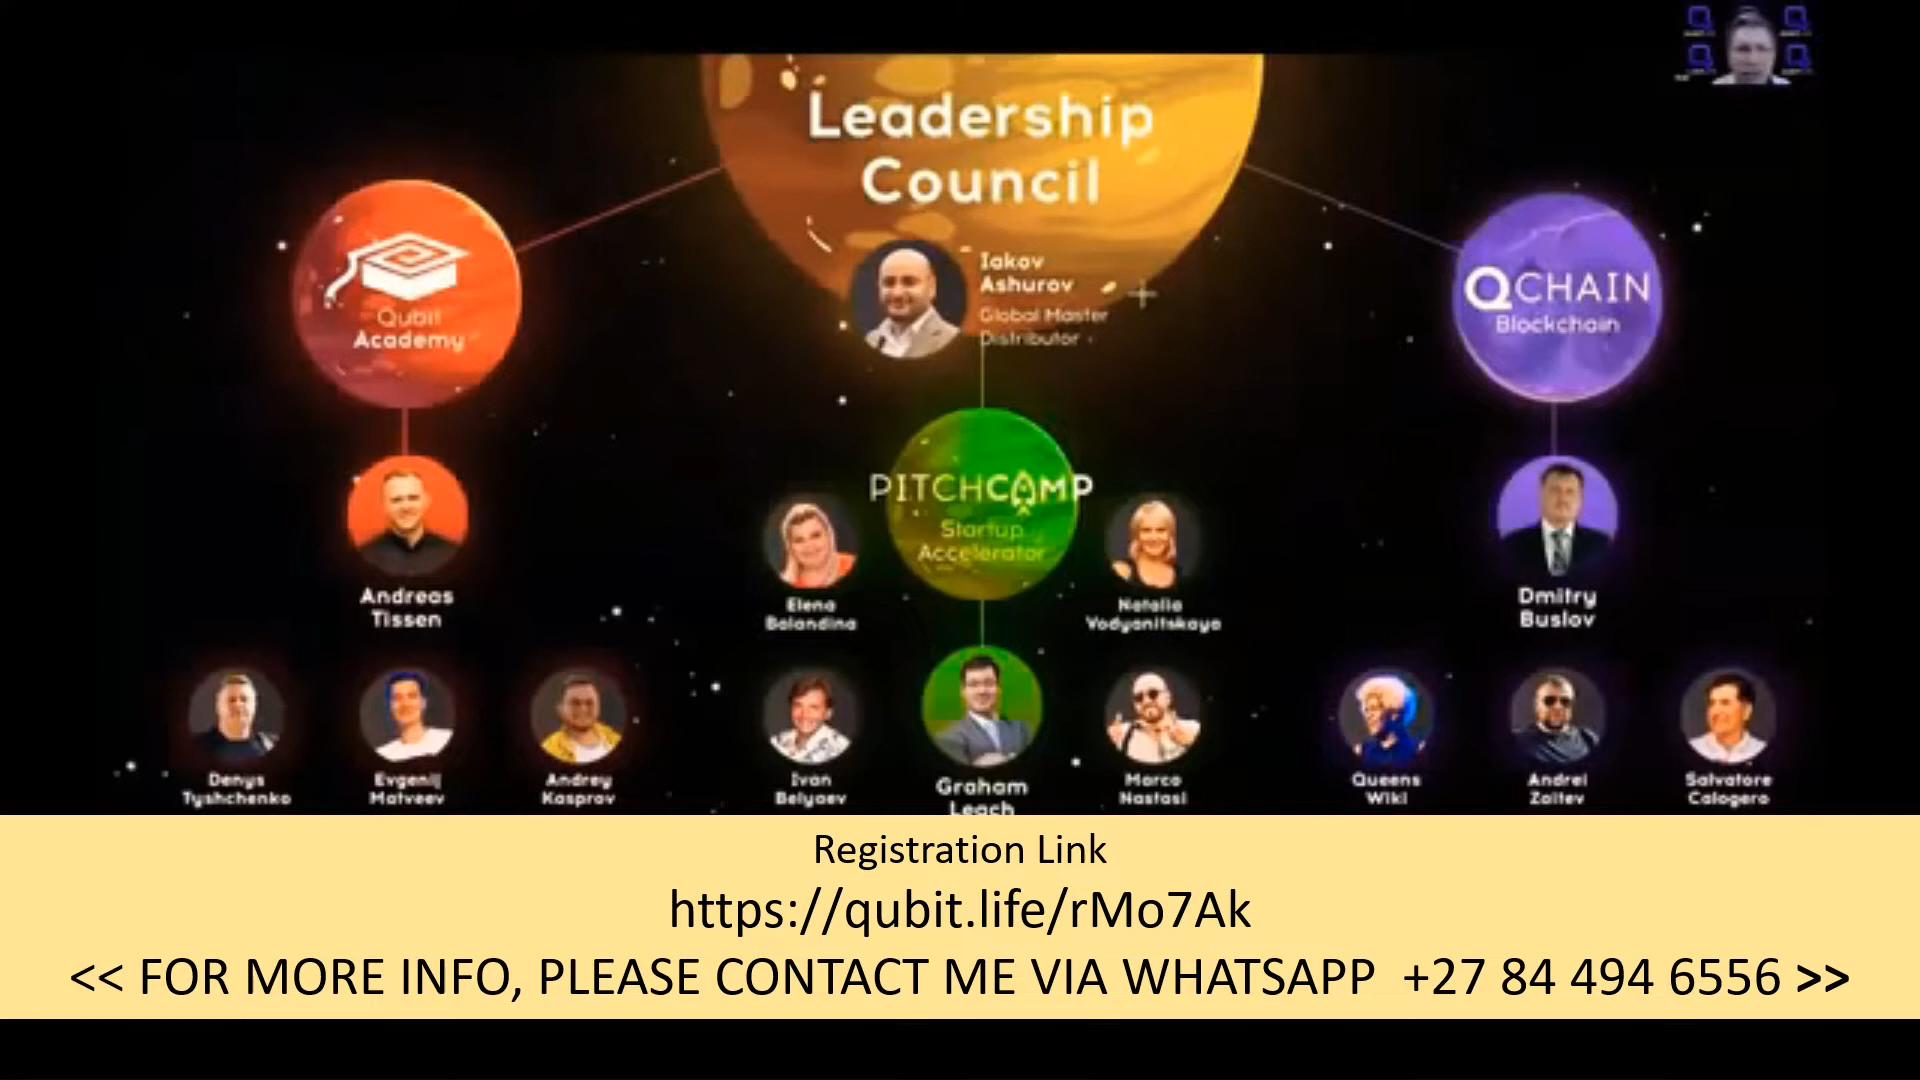 Leadership
Council
Iakov
Ashurov
Global Master
Distributor
Qubit
Academy
QCHAIN
Blockchain
PITCHCAMP
Startup
Accelerator
Andreas
Tissen
Elena
Balandina
Natalia
Vodyanitskaya
Dmitry
Buslov
Denys
Tyshchenko
Evgenij
Matveev
Andrey
Kasprov
Ivan
Belyaev
Graham
Leach
Marco
Nastasi
Queens
Wiki
Andrei
Zaitev
Salvatore
Calogero
Registration Link
https://qubit.life/rMo7Ak
<< FOR MORE INFO, PLEASE CONTACT ME VIA WHATSAPP +27 84 494 6556 >>